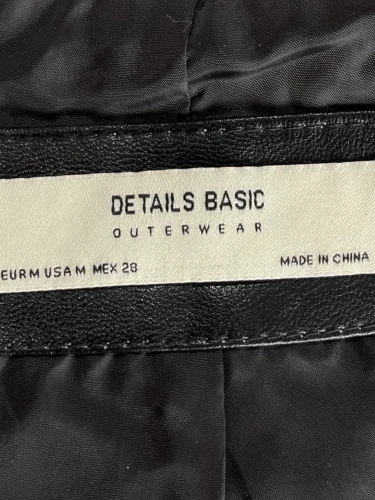 DETAILS BASIC
OUTERWEAR
EUR M USA M MEX 28
MADE IN CHINA